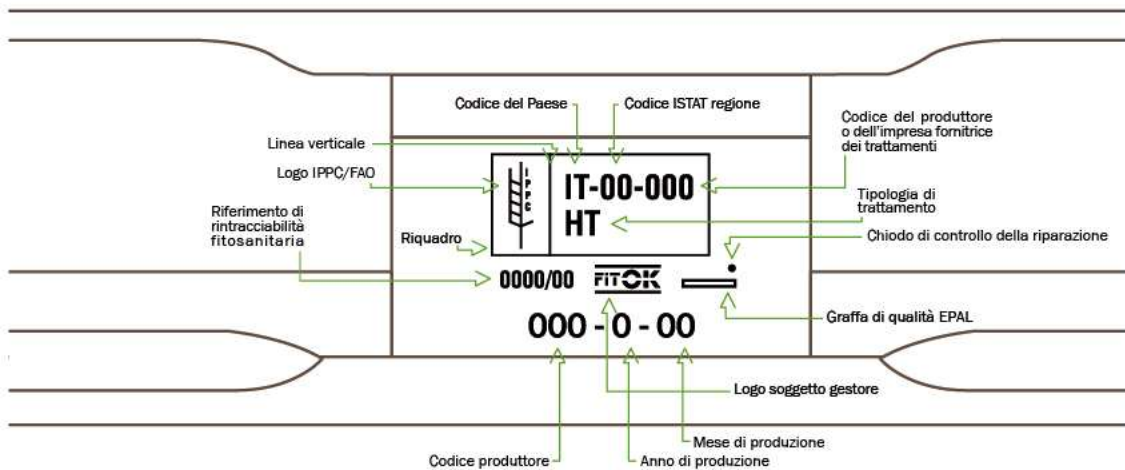 Codice del Paese
Codice ISTAT regione
Codice del produttore
o dell'impresa fornitrice
dei trattamenti
Linea verticale
Logo IPPC/FAO
IPPC
IT-00-000
HT
Tipologia di
trattamento
Riferimento di
rintracciabilità
fitosanitaria
Riquadro
Chiodo di controllo della riparazione
0000/00
FITOK
Graffa di qualità EPAL
000 - 0 - 00
Logo soggetto gestore
Mese di produzione
Codice produttore
Anno di produzione